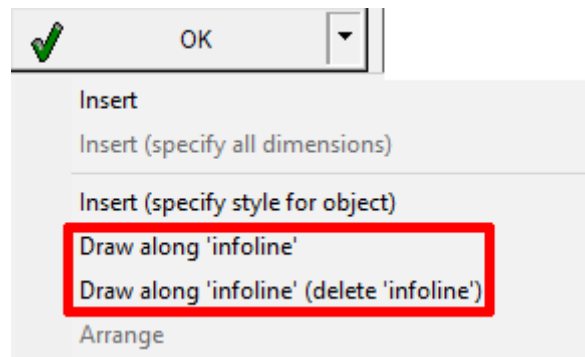 OK
Insert
Insert (specify all dimensions)
Insert (specify style for object)
Draw along 'infoline'
Draw along 'infoline' (delete 'infoline')
Arrange